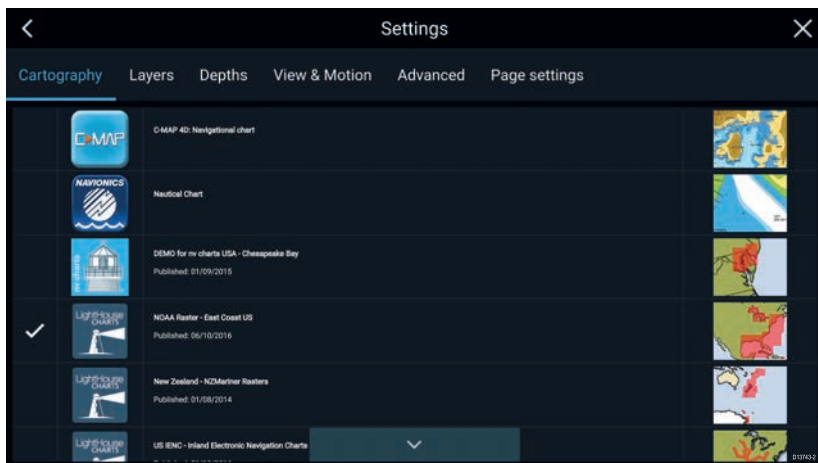 Settings
Cartography Layers Depths View & Motion Advanced Page settings
C-MAP
C-MAP 4D: Navigational chart
NAVIONICS
Nautical Chart
nv charts
DEMO for nv charts USA - Chesapeake Bay
Published: 01/09/2015
LightHouse
CHARTS
NOAA Raster - East Coast US
Published: 06/10/2016
LightHouse
CHARTS
New Zealand - NZMariner Rasters
Published: 01/08/2014
LightHouse
CHARTS
US IENC - Inland Electronic Navigation Charts
D13743-2